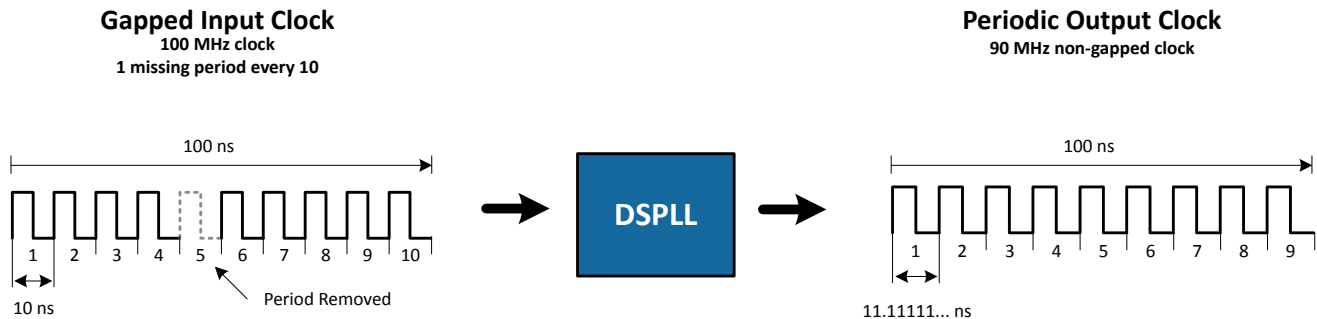 Gapped Input Clock
100 MHz clock
1 missing period every 10
Periodic Output Clock
90 MHz non-gapped clock
100 ns
100 ns
DSPLL
1 2 3 4 5 6 7 8 9 10
1 2 3 4 5 6 7 8 9
10 ns
Period Removed
11.11111... ns